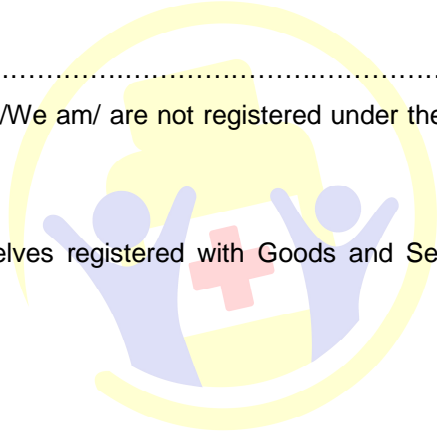 ……………………………………………………………
/We am/ are not registered under the
elves registered with Goods and Se